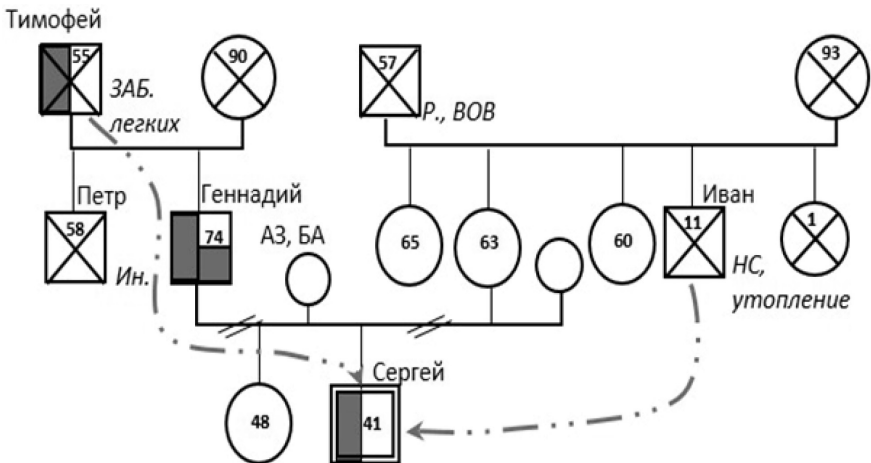 Тимофей
55
90
57
93
ЗАБ.
легких
Р., ВОВ
Петр
Геннадий
Иван
58
74
АЗ, БА
65
63
60
11
1
Ин.
НС,
утопление
Сергей
48
41